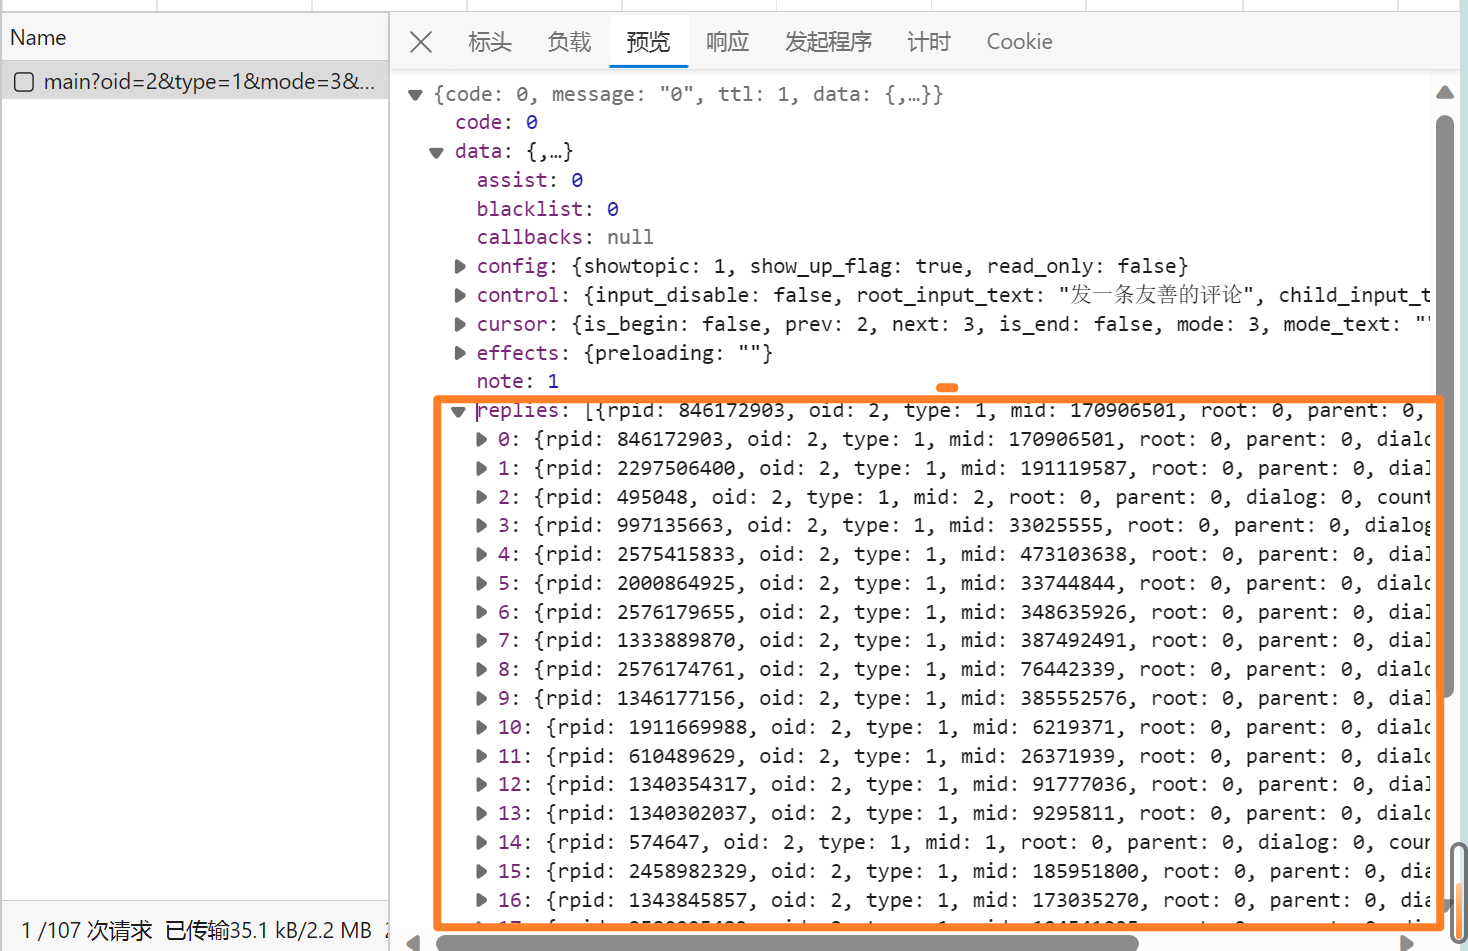 Name
标头 负载 预览 响应 发起程序 计时 Cookie
main?oid=2&type=1&mode=3&...
{code: 0, message: "0", ttl: 1, data: {,…}}
code: 0
data: {,…}
assist: 0
blacklist: 0
callbacks: null
config: {showtopic: 1, show_up_flag: true, read_only: false}
control: {input_disable: false, root_input_text: "发一条友善的评论", child_input_t
cursor: {is_begin: false, prev: 2, next: 3, is_end: false, mode: 3, mode_text: ""
effects: {preloading: ""}
note: 1
replies: [{rpid: 846172903, oid: 2, type: 1, mid: 170906501, root: 0, parent: 0,
0: {rpid: 846172903, oid: 2, type: 1, mid: 170906501, root: 0, parent: 0, dialo
1: {rpid: 2297506400, oid: 2, type: 1, mid: 191119587, root: 0, parent: 0, dial
2: {rpid: 495048, oid: 2, type: 1, mid: 2, root: 0, parent: 0, dialog: 0, count
3: {rpid: 997135663, oid: 2, type: 1, mid: 33025555, root: 0, parent: 0, dialog
4: {rpid: 2575415833, oid: 2, type: 1, mid: 473103638, root: 0, parent: 0, dial
5: {rpid: 2000864925, oid: 2, type: 1, mid: 33744844, root: 0, parent: 0, dialo
6: {rpid: 2576179655, oid: 2, type: 1, mid: 348635926, root: 0, parent: 0, dial
7: {rpid: 1333889870, oid: 2, type: 1, mid: 387492491, root: 0, parent: 0, dial
8: {rpid: 2576174761, oid: 2, type: 1, mid: 76442339, root: 0, parent: 0, dialo
9: {rpid: 1346177156, oid: 2, type: 1, mid: 385552576, root: 0, parent: 0, dial
10: {rpid: 1911669988, oid: 2, type: 1, mid: 6219371, root: 0, parent: 0, dialo
11: {rpid: 610489629, oid: 2, type: 1, mid: 26371939, root: 0, parent: 0, dialo
12: {rpid: 1340354317, oid: 2, type: 1, mid: 91777036, root: 0, parent: 0, dial
13: {rpid: 1340302037, oid: 2, type: 1, mid: 9295811, root: 0, parent: 0, dialo
14: {rpid: 574647, oid: 2, type: 1, mid: 1, root: 0, parent: 0, dialog: 0, coun
15: {rpid: 2458982329, oid: 2, type: 1, mid: 185951800, root: 0, parent: 0, dia
16: {rpid: 1343845857, oid: 2, type: 1, mid: 173035270, root: 0, parent: 0, dia
1 /107 次请求 已传输35.1 kB/2.2 MB